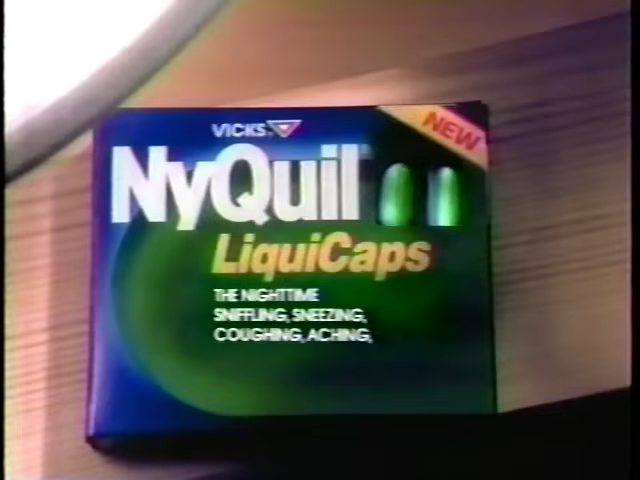 VICKS
NEW
NyQuil
LiquiCaps
THE NIGHTTIME
SNIFFLING, SNEEZING,
COUGHING, ACHING,